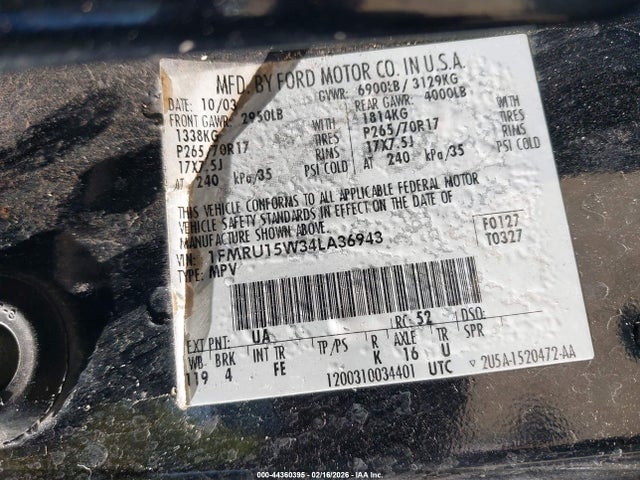 MFD. BY FORD MOTOR CO. IN U.S.A.
DATE: 10/03 GVWR: 6900LB / 3129KG
FRONT GAWR: 2950LB REAR GAWR: 4000LB
1338KG WITH 1814KG WITH
P265/70R17 TIRES P265/70R17 TIRES
17X7.5J RIMS 17X7.5J RIMS
AT 240 kPa/35 PSI COLD AT 240 kPa/35 PSI COLD
THIS VEHICLE CONFORMS TO ALL APPLICABLE FEDERAL MOTOR
VEHICLE SAFETY STANDARDS IN EFFECT ON THE DATE OF
MANUFACTURE SHOWN ABOVE.
VIN: 1FMRU15W34LA36943 F0127
TYPE: MPV T0327
EXT PNT: UA RC: 52 DSO:
WB BRK INT TR TP/PS R AXLE TR SPR
119 4 FE K 16 U
1200310034401 UTC ▽ 2U5A-1520472-AA
000-44360395 - 02/16/2026 - IAAI.COM